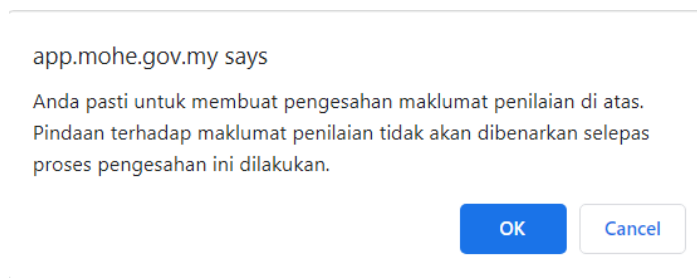 app.mohe.gov.my says
Anda pasti untuk membuat pengesahan maklumat penilaian di atas.
Pindaan terhadap maklumat penilaian tidak akan dibenarkan selepas
proses pengesahan ini dilakukan.
OK Cancel